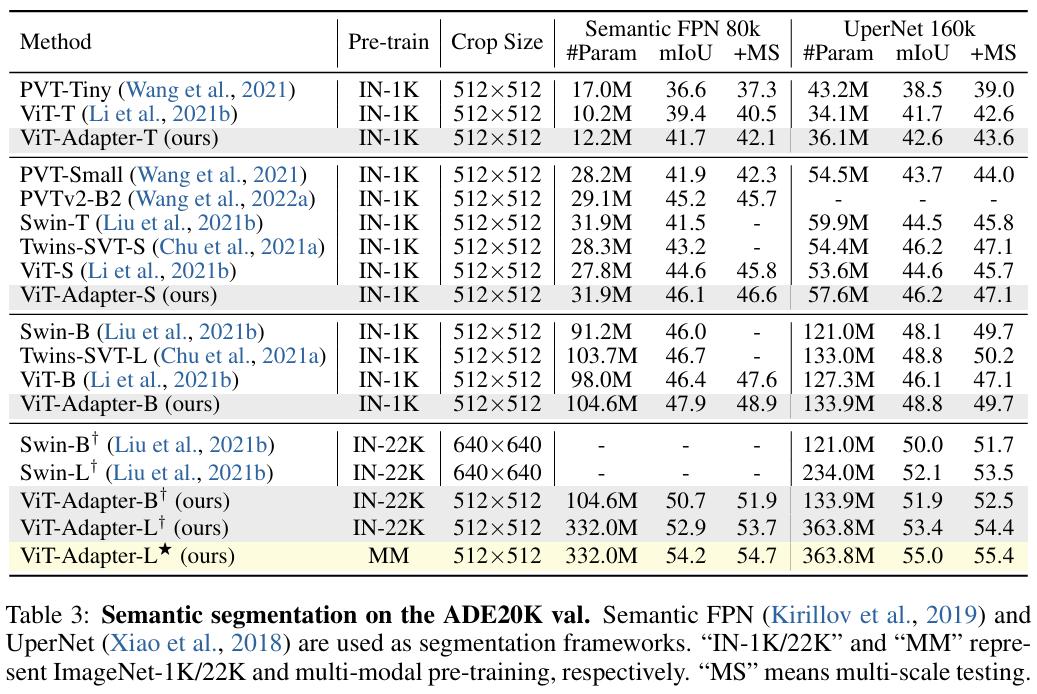 Method Pre-train Crop Size Semantic FPN 80k UperNet 160k
#Param mIoU +MS #Param mIoU +MS
PVT-Tiny (Wang et al., 2021) IN-1K 512×512 17.0M 36.6 37.3 43.2M 38.5 39.0
ViT-T (Li et al., 2021b) IN-1K 512×512 10.2M 39.4 40.5 34.1M 41.7 42.6
ViT-Adapter-T (ours) IN-1K 512×512 12.2M 41.7 42.1 36.1M 42.6 43.6
PVT-Small (Wang et al., 2021) IN-1K 512×512 28.2M 41.9 42.3 54.5M 43.7 44.0
PVTv2-B2 (Wang et al., 2022a) IN-1K 512×512 29.1M 45.2 45.7 - - -
Swin-T (Liu et al., 2021b) IN-1K 512×512 31.9M 41.5 - 59.9M 44.5 45.8
Twins-SVT-S (Chu et al., 2021a) IN-1K 512×512 28.3M 43.2 - 54.4M 46.2 47.1
ViT-S (Li et al., 2021b) IN-1K 512×512 27.8M 44.6 45.8 53.6M 44.6 45.7
ViT-Adapter-S (ours) IN-1K 512×512 31.9M 46.1 46.6 57.6M 46.2 47.1
Swin-B (Liu et al., 2021b) IN-1K 512×512 91.2M 46.0 - 121.0M 48.1 49.7
Twins-SVT-L (Chu et al., 2021a) IN-1K 512×512 103.7M 46.7 - 133.0M 48.8 50.2
ViT-B (Li et al., 2021b) IN-1K 512×512 98.0M 46.4 47.6 127.3M 46.1 47.1
ViT-Adapter-B (ours) IN-1K 512×512 104.6M 47.9 48.9 133.9M 48.8 49.7
Swin-B† (Liu et al., 2021b) IN-22K 640×640 - - - 121.0M 50.0 51.7
Swin-L† (Liu et al., 2021b) IN-22K 640×640 - - - 234.0M 52.1 53.5
ViT-Adapter-B† (ours) IN-22K 512×512 104.6M 50.7 51.9 133.9M 51.9 52.5
ViT-Adapter-L† (ours) IN-22K 512×512 332.0M 52.9 53.7 363.8M 53.4 54.4
ViT-Adapter-L★ (ours) MM 512×512 332.0M 54.2 54.7 363.8M 55.0 55.4
Table 3: Semantic segmentation on the ADE20K val. Semantic FPN (Kirillov et al., 2019) and
UperNet (Xiao et al., 2018) are used as segmentation frameworks. “IN-1K/22K” and “MM” repre-
sent ImageNet-1K/22K and multi-modal pre-training, respectively. “MS” means multi-scale testing.